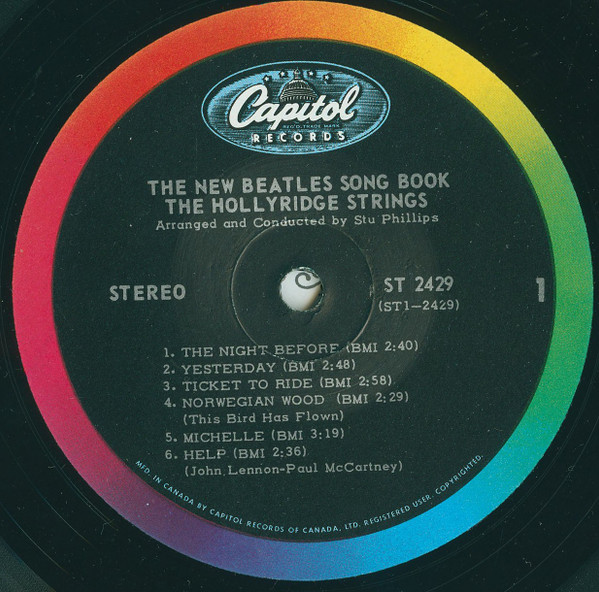 Capitol
REG'D. TRADE MARK
RECORDS
THE NEW BEATLES SONG BOOK
THE HOLLYRIDGE STRINGS
Arranged and Conducted by Stu Phillips
STEREO
ST 2429
(ST1-2429)
1
1. THE NIGHT BEFORE (BMI 2:40)
2. YESTERDAY (BMI 2:48)
3. TICKET TO RIDE (BMI 2:58)
4. NORWEGIAN WOOD (BMI 2:29)
(This Bird Has Flown)
5. MICHELLE (BMI 3:19)
6. HELP (BMI 2:36)
(John Lennon-Paul McCartney)
MFD. IN CANADA BY CAPITOL RECORDS OF CANADA, LTD. REGISTERED USER. COPYRIGHTED.